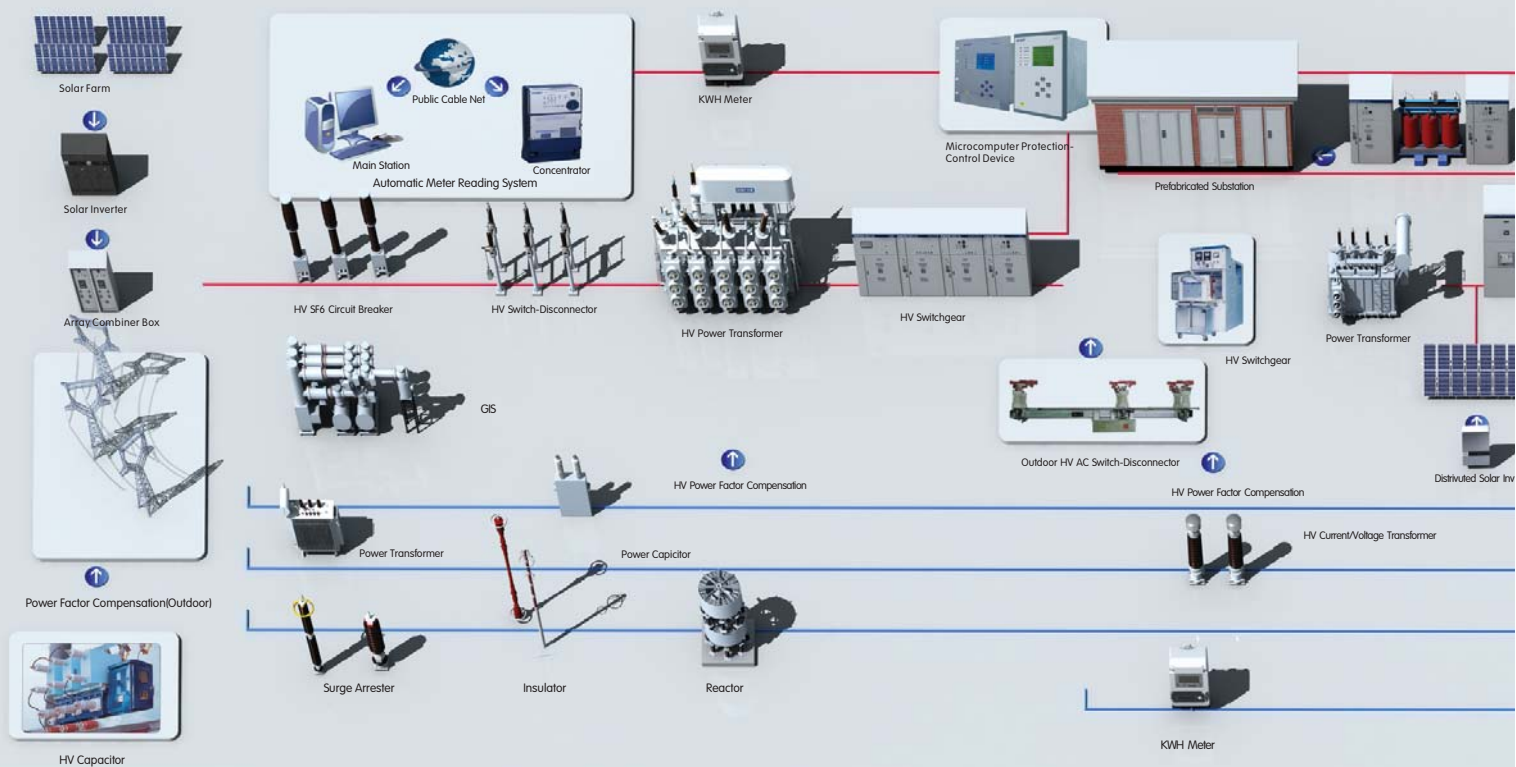 Solar Farm
Solar Inverter
Array Combiner Box
Power Factor Compensation(Outdoor)
HV Capacitor
Public Cable Net
Main Station
Concentrator
Automatic Meter Reading System
KWH Meter
Microcomputer Protection-
Control Device
Prefabricated Substation
HV SF6 Circuit Breaker
HV Switch-Disconnector
HV Power Transformer
HV Switchgear
HV Switchgear
Power Transformer
GIS
Outdoor HV AC Switch-Disconnector
Distrivuted Solar Inv
HV Power Factor Compensation
HV Power Factor Compensation
Power Transformer
Power Capicitor
HV Current/Voltage Transformer
Surge Arrester
Insulator
Reactor
KWH Meter